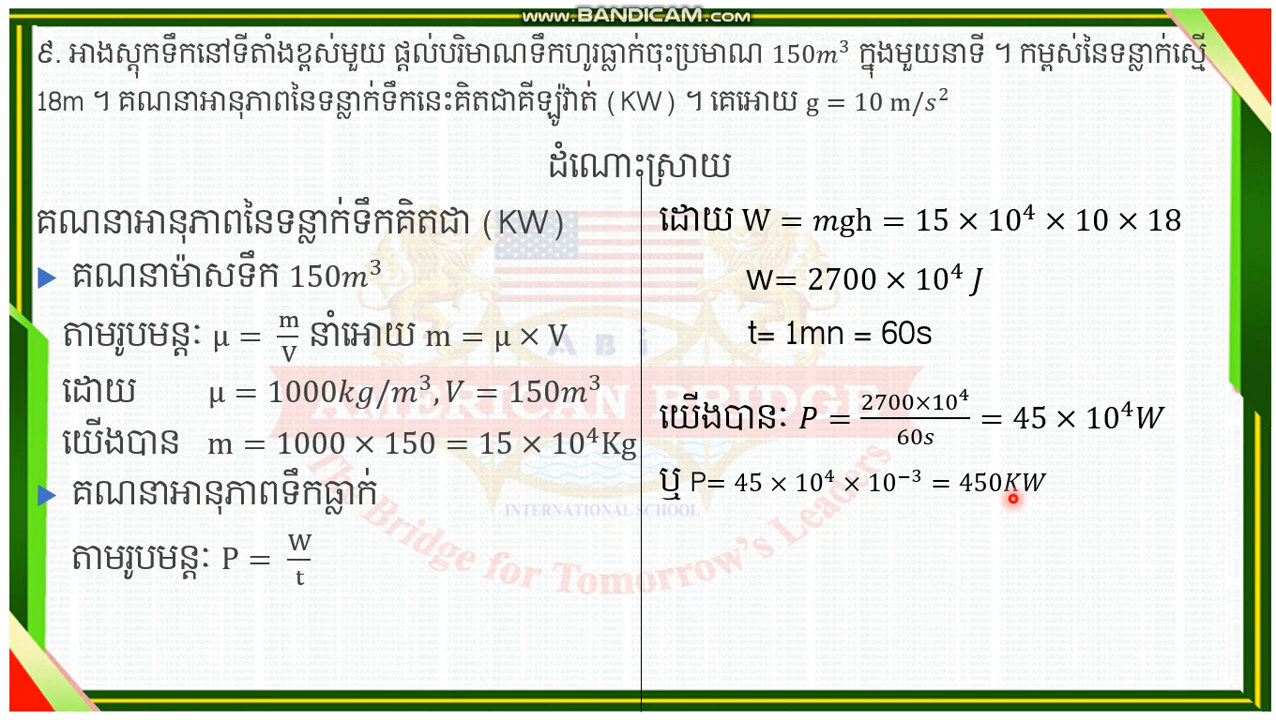 www.BANDICAM.com
៩. អាងស្តុកទឹកនៅទីតាំងខ្ពស់មួយ ផ្តល់បរិមាណទឹកហូរធ្លាក់ចុះប្រមាណ 150m³ ក្នុងមួយនាទី ។ កម្ពស់នៃទន្លាក់ស្មើ
18m ។ គណនាអានុភាពនៃទន្លាក់ទឹកនេះគិតជាគីឡូវ៉ាត់ (KW) ។ គេអោយ g = 10 m/s²
ដំណោះស្រាយ
គណនាអានុភាពនៃទន្លាក់ទឹកគិតជា (KW)
គណនាម៉ាសទឹក 150m³
តាមរូបមន្តៈ μ = m/V នាំអោយ m = μ × V
ដោយ μ = 1000kg/m³, V = 150m³
យើងបាន m = 1000 × 150 = 15 × 10⁴Kg
គណនាអានុភាពទឹកធ្លាក់
តាមរូបមន្តៈ P = W/t
ដោយ W = mgh = 15 × 10⁴ × 10 × 18
W= 2700 × 10⁴ J
t= 1mn = 60s
យើងបានៈ P = 2700×10⁴/60s = 45 × 10⁴W
ឬ P= 45 × 10⁴ × 10⁻³ = 450KW
A B i
AMERICAN BRIDGE
INTERNATIONAL SCHOOL
The Bridge for Tomorrow's Leaders